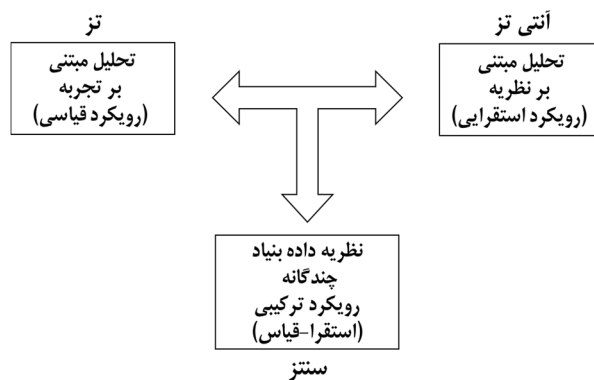 آنتی تز
تحلیل مبتنی
بر نظریه
(رویکرد استقرایی)
تز
تحلیل مبتنی
بر تجربه
(رویکرد قیاسی)
نظریه داده بنیاد
چندگانه
رویکرد ترکیبی
(استقرا-قیاس)
سنتز